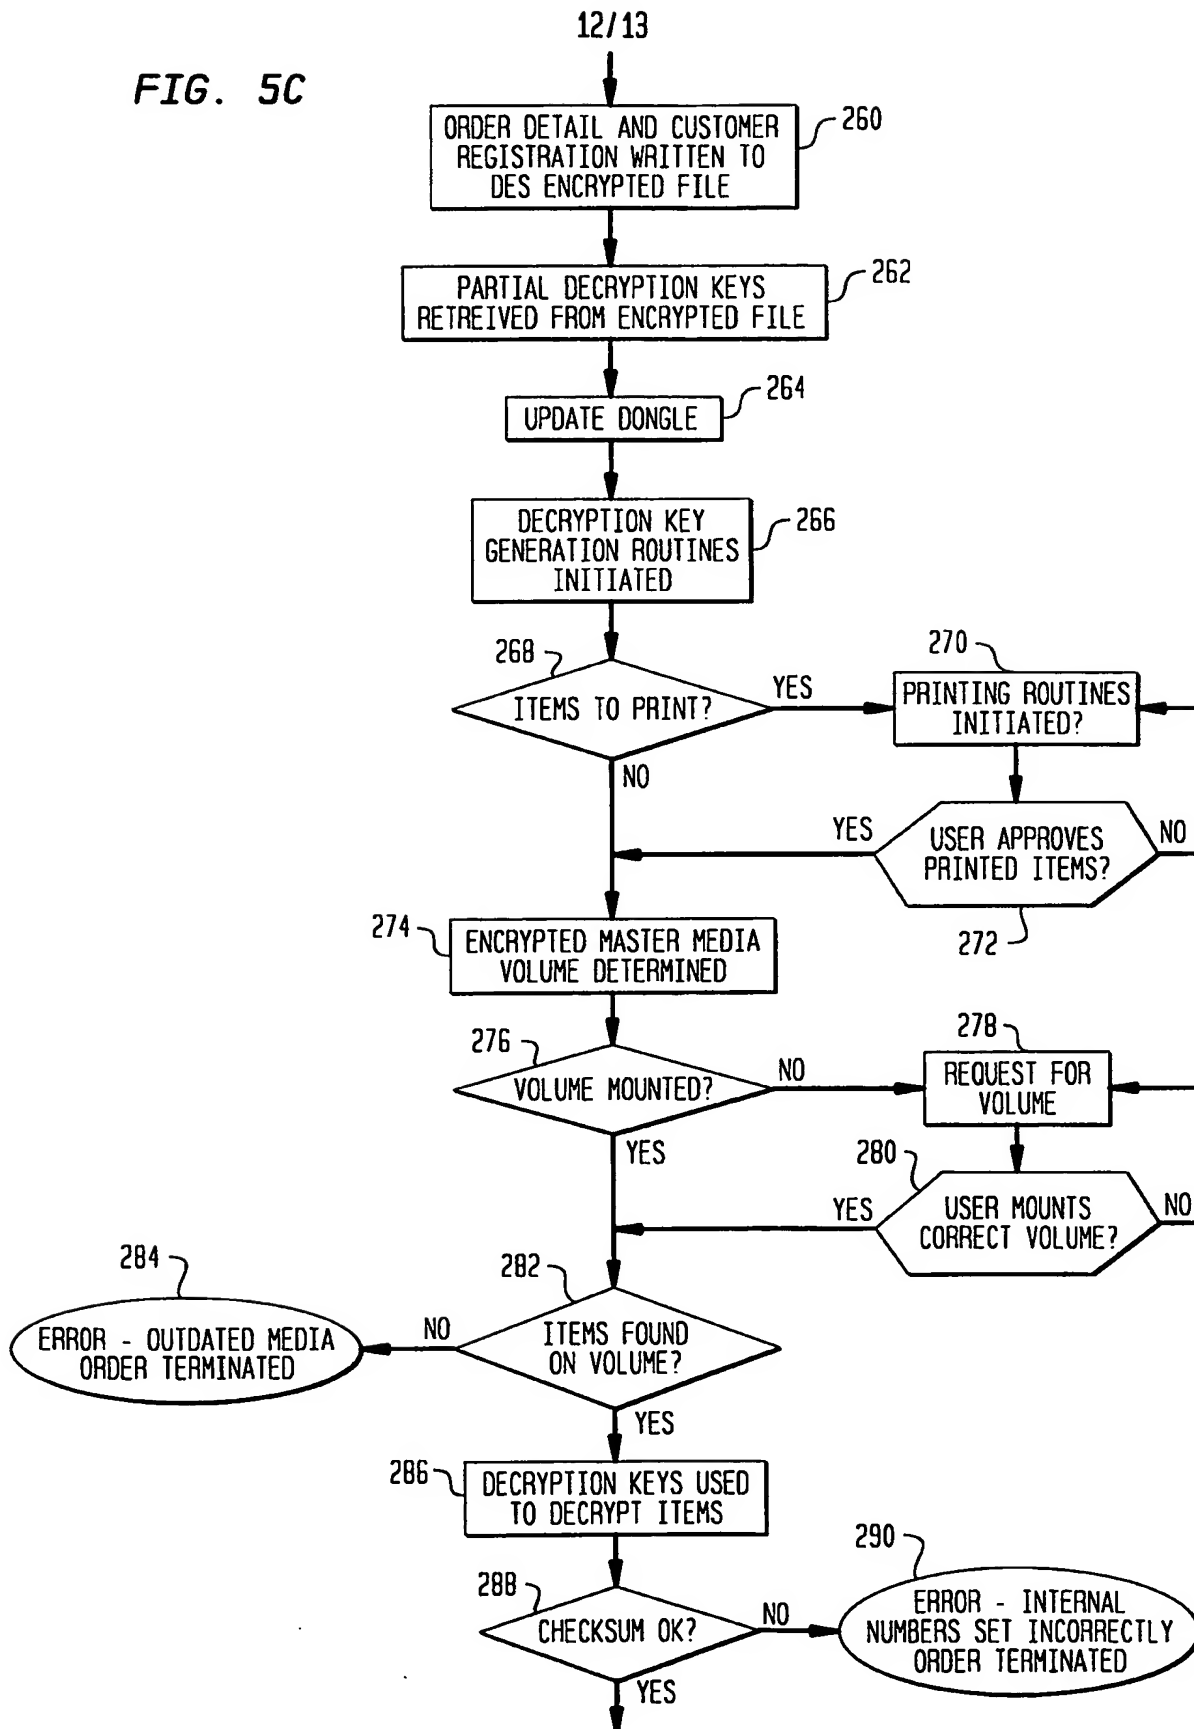 12/13
FIG. 5C
ORDER DETAIL AND CUSTOMER
REGISTRATION WRITTEN TO
DES ENCRYPTED FILE
260
PARTIAL DECRYPTION KEYS
RETREIVED FROM ENCRYPTED FILE
262
UPDATE DONGLE
264
DECRYPTION KEY
GENERATION ROUTINES
INITIATED
266
268
ITEMS TO PRINT?
YES
NO
270
PRINTING ROUTINES
INITIATED?
YES
USER APPROVES
PRINTED ITEMS?
NO
272
274
ENCRYPTED MASTER MEDIA
VOLUME DETERMINED
276
VOLUME MOUNTED?
NO
YES
278
REQUEST FOR
VOLUME
280
YES
USER MOUNTS
CORRECT VOLUME?
NO
282
ITEMS FOUND
ON VOLUME?
NO
YES
284
ERROR - OUTDATED MEDIA
ORDER TERMINATED
286
DECRYPTION KEYS USED
TO DECRYPT ITEMS
288
CHECKSUM OK?
NO
YES
290
ERROR - INTERNAL
NUMBERS SET INCORRECTLY
ORDER TERMINATED